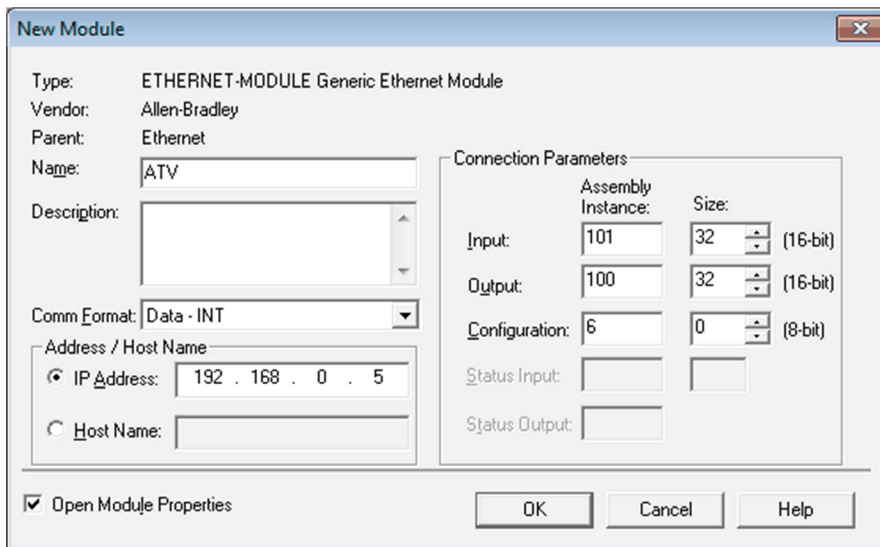 New Module
Type: ETHERNET-MODULE Generic Ethernet Module
Vendor: Allen-Bradley
Parent: Ethernet
Name: ATV
Description:
Comm Format: Data - INT
Address / Host Name
IP Address: 192 . 168 . 0 . 5
Host Name:
Connection Parameters
Assembly Instance: Size:
Input: 101 32 (16-bit)
Output: 100 32 (16-bit)
Configuration: 6 0 (8-bit)
Status Input:
Status Output:
Open Module Properties
OK Cancel Help